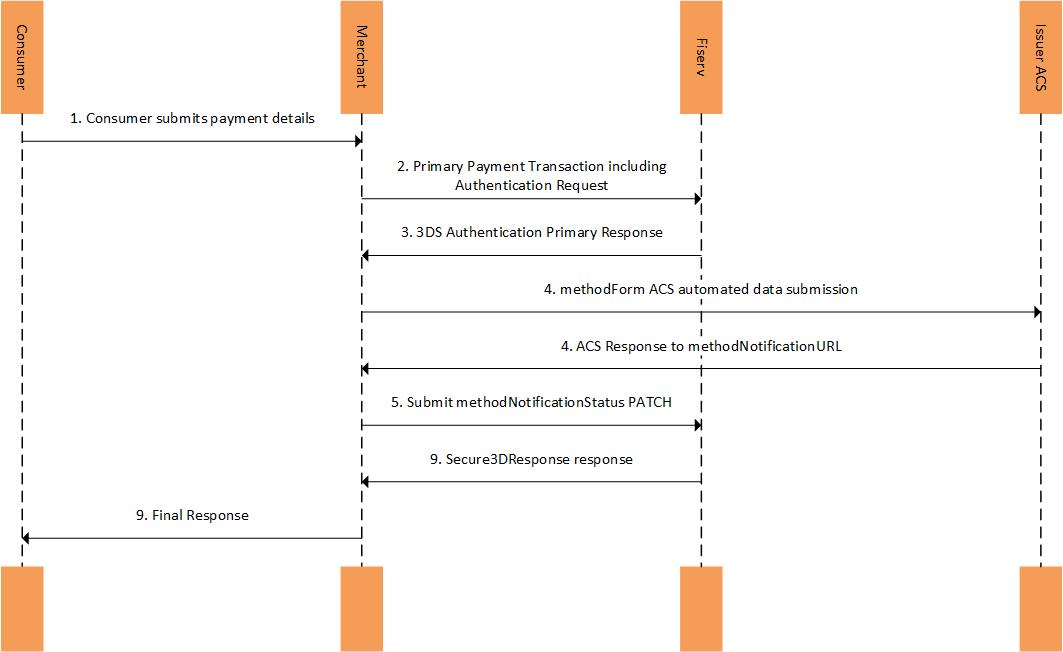 Consumer
Merchant
Fiserv
Issuer ACS
1. Consumer submits payment details
2. Primary Payment Transaction including
Authentication Request
3. 3DS Authentication Primary Response
4. methodForm ACS automated data submission
4. ACS Response to methodNotificationURL
5. Submit methodNotificationStatus PATCH
9. Secure3DResponse response
9. Final Response